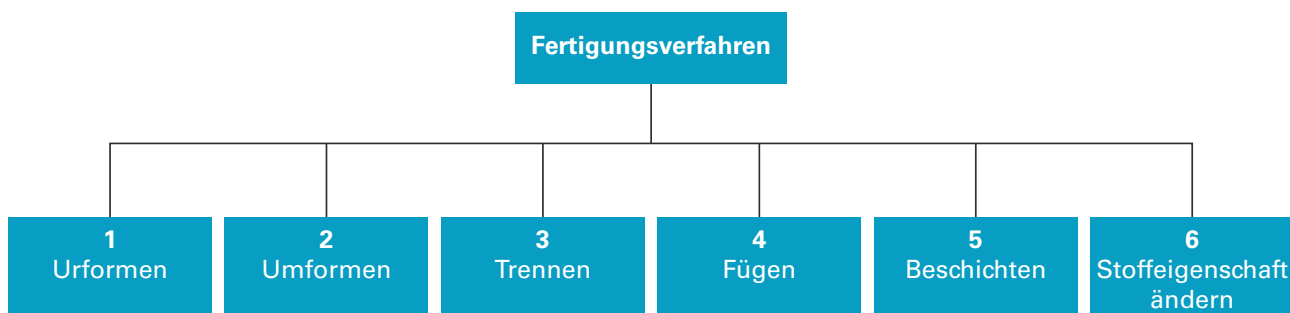 Fertigungsverfahren
1
Urformen
2
Umformen
3
Trennen
4
Fügen
5
Beschichten
6
Stoffeigenschaft
ändern